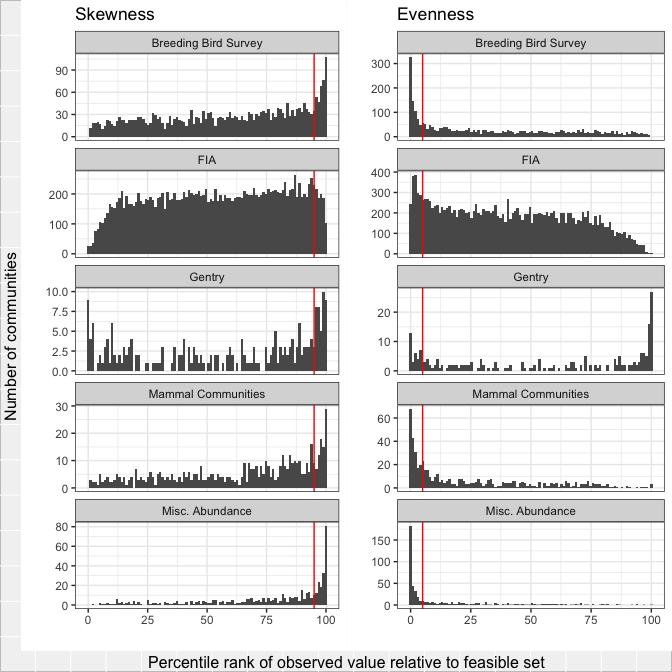 Skewness
Evenness
Breeding Bird Survey
Breeding Bird Survey
90
60
30
0
300
200
100
0
FIA
FIA
200
100
0
400
300
200
100
0
Number of communities
Gentry
Gentry
10.0
7.5
5.0
2.5
0.0
20
10
0
Mammal Communities
Mammal Communities
30
20
10
0
60
40
20
0
Misc. Abundance
Misc. Abundance
80
60
40
20
0
150
100
50
0
0 25 50 75 100
0 25 50 75 100
Percentile rank of observed value relative to feasible set